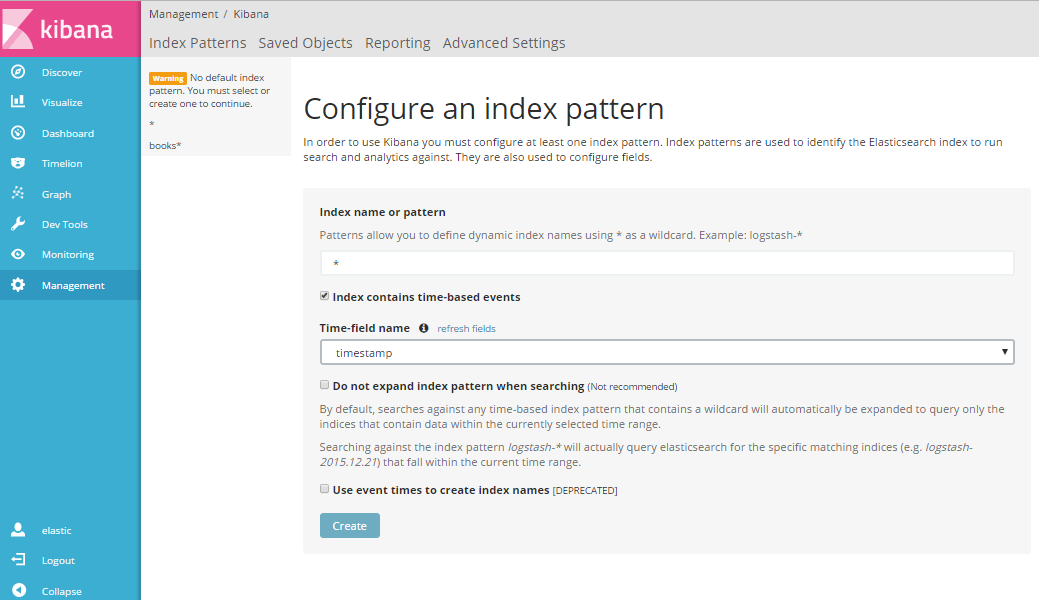 kibana
Discover
Visualize
Dashboard
Timelion
Graph
Dev Tools
Monitoring
Management
elastic
Logout
Collapse
Management / Kibana
Index Patterns Saved Objects Reporting Advanced Settings
Warning No default index
pattern. You must select or
create one to continue.
*
books*
Configure an index pattern
In order to use Kibana you must configure at least one index pattern. Index patterns are used to identify the Elasticsearch index to run
search and analytics against. They are also used to configure fields.
Index name or pattern
Patterns allow you to define dynamic index names using * as a wildcard. Example: logstash-*
*
Index contains time-based events
Time-field name refresh fields
timestamp
Do not expand index pattern when searching (Not recommended)
By default, searches against any time-based index pattern that contains a wildcard will automatically be expanded to query only the
indices that contain data within the currently selected time range.
Searching against the index pattern logstash-* will actually query elasticsearch for the specific matching indices (e.g. logstash-
2015.12.21) that fall within the current time range.
Use event times to create index names [DEPRECATED]
Create